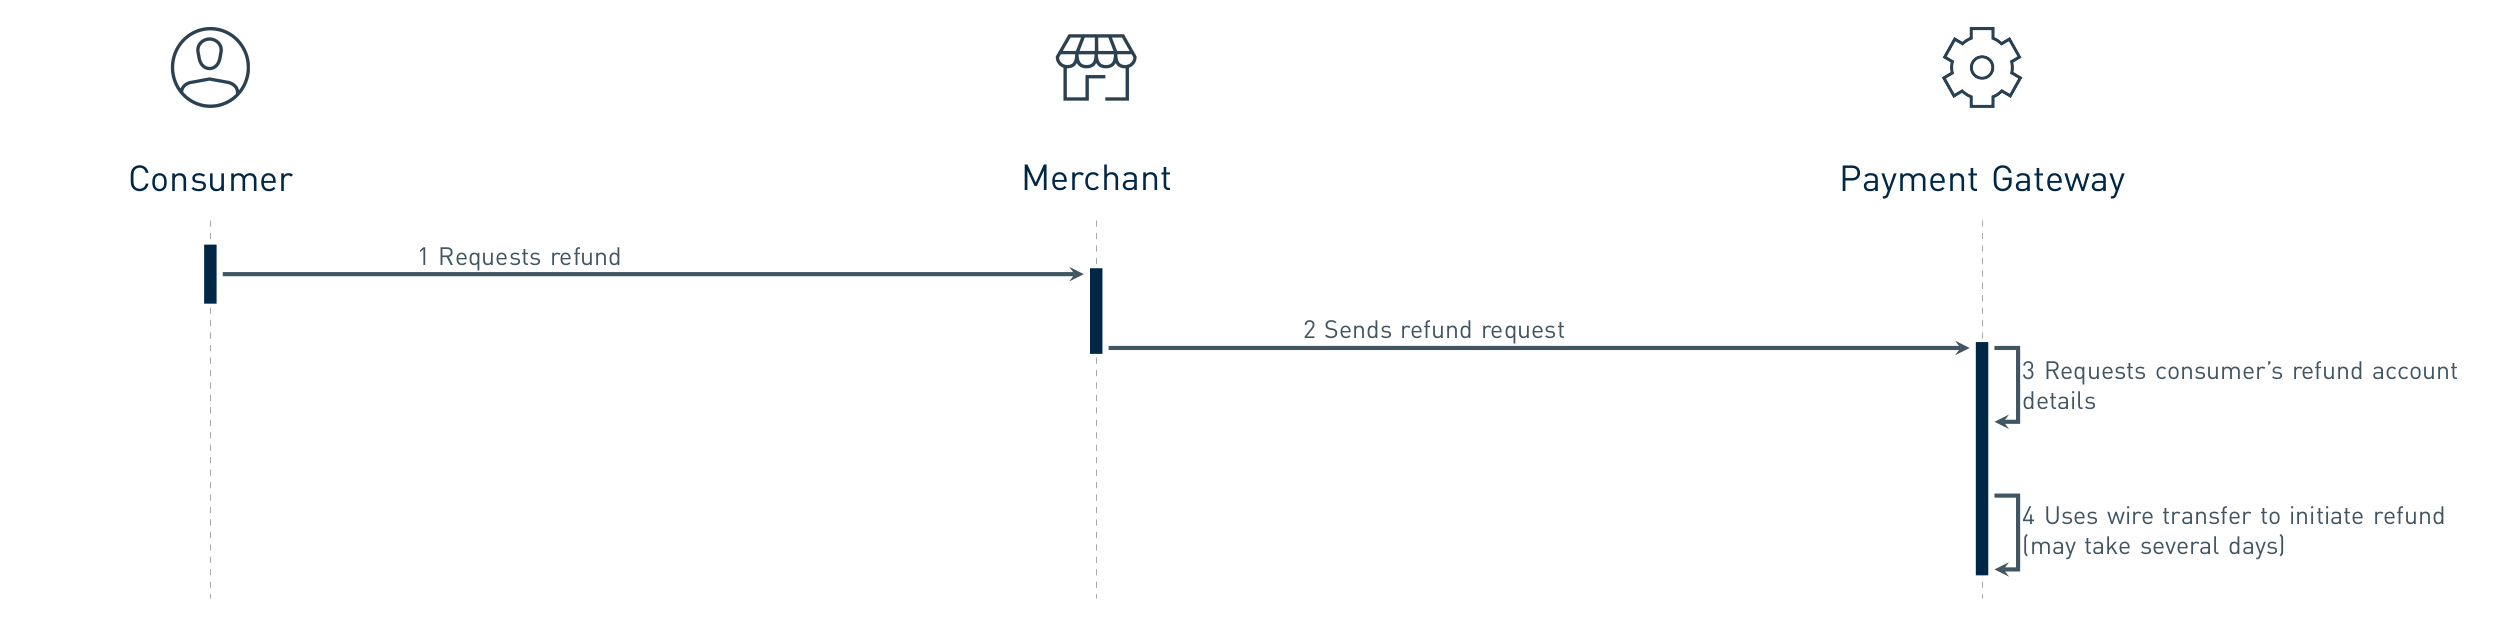 Consumer
Merchant
Payment Gateway
1 Requests refund
2 Sends refund request
3 Requests consumer’s refund account
details
4 Uses wire transfer to initiate refund
(may take several days)